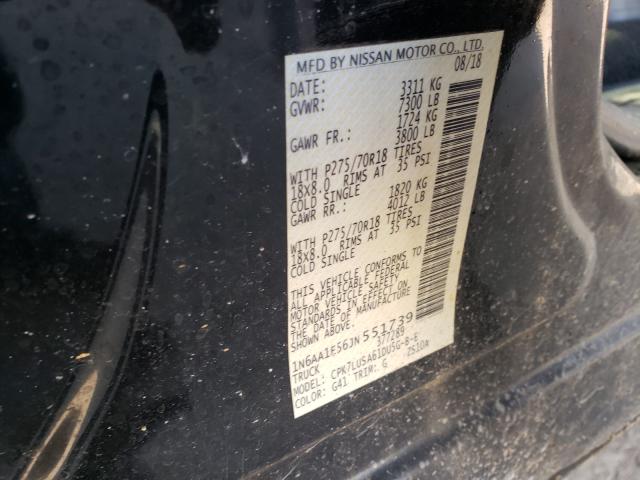 MFD BY NISSAN MOTOR CO., LTD.
DATE: 08/18
GVWR: 3311 KG
7300 LB
GAWR FR.: 1724 KG
3800 LB
WITH P275/70R18 TIRES
18X8.0 RIMS AT 35 PSI
COLD SINGLE
GAWR RR.: 1820 KG
4012 LB
WITH P275/70R18 TIRES
18X8.0 RIMS AT 35 PSI
COLD SINGLE
THIS VEHICLE CONFORMS TO
ALL APPLICABLE FEDERAL
MOTOR VEHICLE SAFETY
STANDARDS IN EFFECT ON
THE DATE OF MANUFACTURE
1N6AA1E56JN551739
TRUCK 377289
MODEL: CPK7LUSA61DU5G-B-E
COLOR: G41 TRIM: G 2S10A